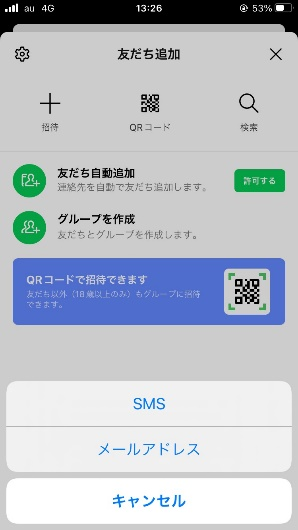 au 4G 13:26 53%
友だち追加
招待
QRコード
検索
友だち自動追加
連絡先を自動で友だち追加します。
許可する
グループを作成
友だちとグループを作成します。
QRコードで招待できます
友だち以外（18歳以上のみ）もグループに招待
できます。
SMS
メールアドレス
キャンセル